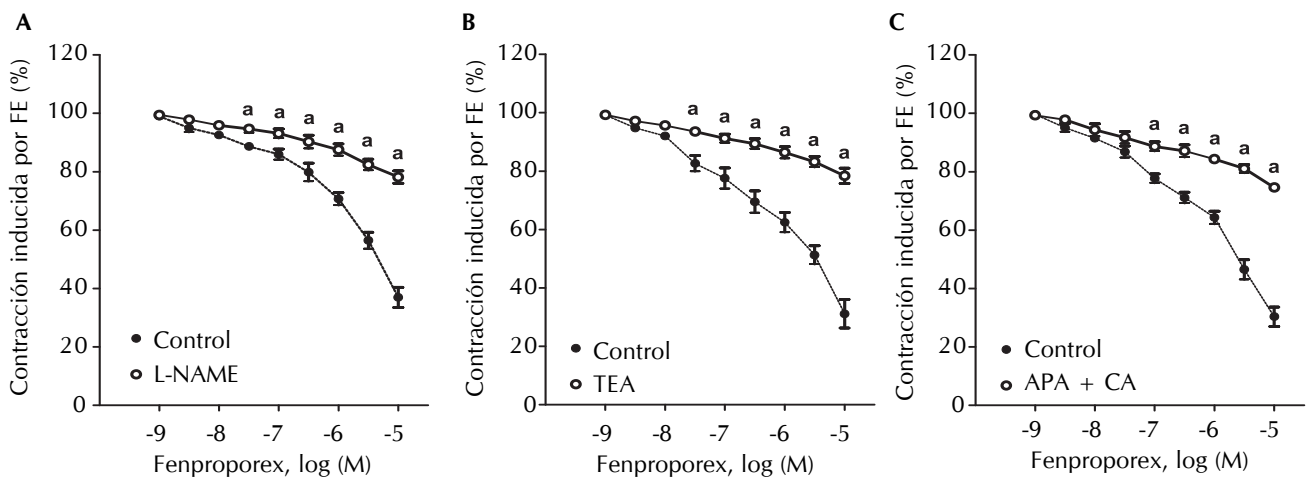 A
Contracción inducida por FE (%)
120
100
80
60
40
20
0
a a a a a a
Control
L-NAME
-9 -8 -7 -6 -5
Fenproporex, log (M)
B
Contracción inducida por FE (%)
120
100
80
60
40
20
0
a a a a a a
Control
TEA
-9 -8 -7 -6 -5
Fenproporex, log (M)
C
Contracción inducida por FE (%)
120
100
80
60
40
20
0
a a a a a
Control
APA + CA
-9 -8 -7 -6 -5
Fenproporex, log (M)